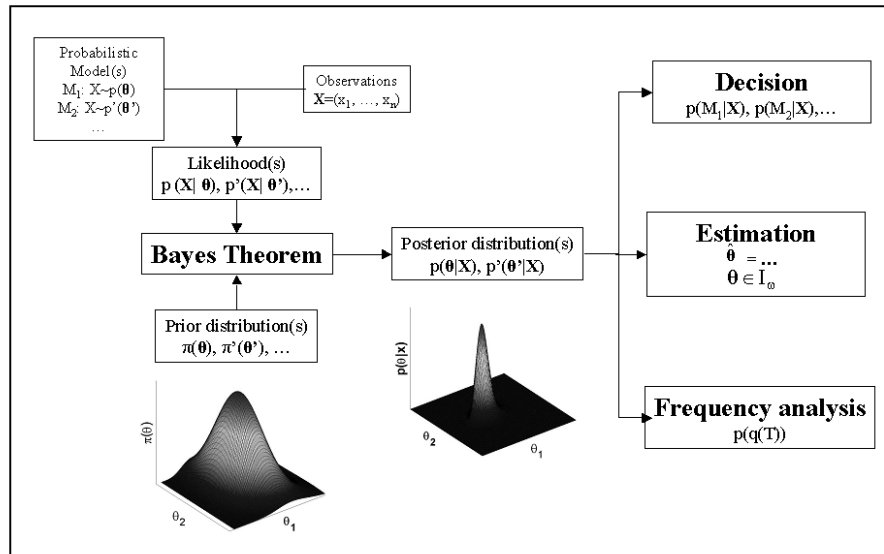 Probabilistic
Model(s)
M₁: X~p(θ)
M₂: X~p’(θ’)
…
Observations
X=(x₁, …, xₙ)
Likelihood(s)
p (X| θ), p’(X| θ’),…
Bayes Theorem
Prior distribution(s)
π(θ), π’(θ’), …
Posterior distribution(s)
p(θ|X), p’(θ’|X)
Decision
p(M₁|X), p(M₂|X),…
Estimation
θ̂ = …
θ ∈ I_ω
Frequency analysis
p(q(T))
π(θ)
θ₂
θ₁
p(θ|x)
θ₂
θ₁